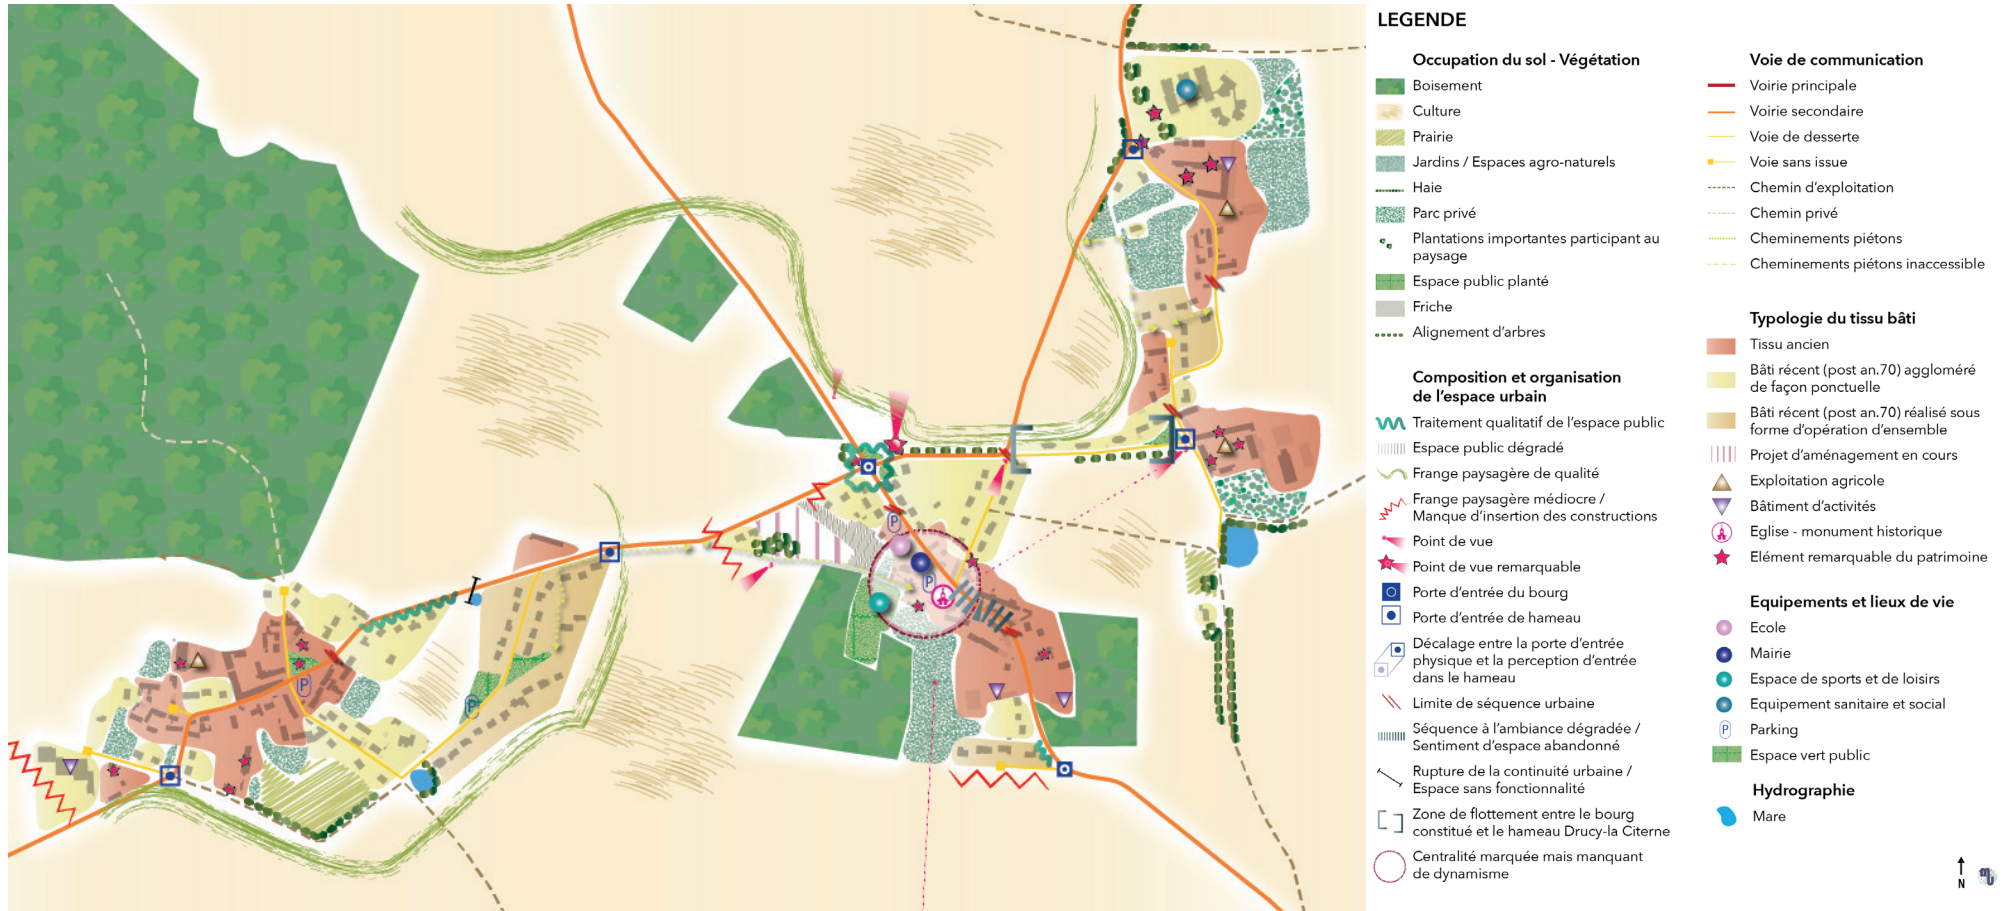 LEGENDE
Occupation du sol - Végétation
Boisement
Culture
Prairie
Jardins / Espaces agro-naturels
Haie
Parc privé
Plantations importantes participant au
paysage
Espace public planté
Friche
Alignement d'arbres
Composition et organisation
de l'espace urbain
Traitement qualitatif de l'espace public
Espace public dégradé
Frange paysagère de qualité
Frange paysagère médiocre /
Manque d'insertion des constructions
Point de vue
Point de vue remarquable
Porte d'entrée du bourg
Porte d'entrée de hameau
Décalage entre la porte d'entrée
physique et la perception d'entrée
dans le hameau
Limite de séquence urbaine
Séquence à l'ambiance dégradée /
Sentiment d'espace abandonné
Rupture de la continuité urbaine /
Espace sans fonctionnalité
Zone de flottement entre le bourg
constitué et le hameau Drucy-la Citerne
Centralité marquée mais manquant
de dynamisme
Voie de communication
Voirie principale
Voirie secondaire
Voie de desserte
Voie sans issue
Chemin d'exploitation
Chemin privé
Cheminements piétons
Cheminements piétons inaccessible
Typologie du tissu bâti
Tissu ancien
Bâti récent (post an.70) aggloméré
de façon ponctuelle
Bâti récent (post an.70) réalisé sous
forme d'opération d'ensemble
Projet d'aménagement en cours
Exploitation agricole
Bâtiment d'activités
Eglise - monument historique
Elément remarquable du patrimoine
Equipements et lieux de vie
Ecole
Mairie
Espace de sports et de loisirs
Equipement sanitaire et social
P
Parking
Espace vert public
Hydrographie
Mare
N
P
P
P
P